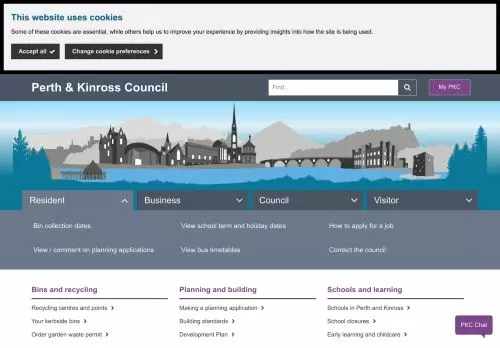 This website uses cookies
Some of these cookies are essential, while others help us to improve your experience by providing insights into how the site is being used.
Accept all
Change cookie preferences
Perth & Kinross Council
Find
My PKC
Resident
Business
Council
Visitor
Bin collection dates
View school term and holiday dates
How to apply for a job
View / comment on planning applications
View bus timetables
Contact the council
Bins and recycling
Planning and building
Schools and learning
Recycling centres and points
Making a planning application
Schools in Perth and Kinross
Your kerbside bins
Building standards
School closures
Order garden waste permit
Development Plan
Early learning and childcare
PKC Chat